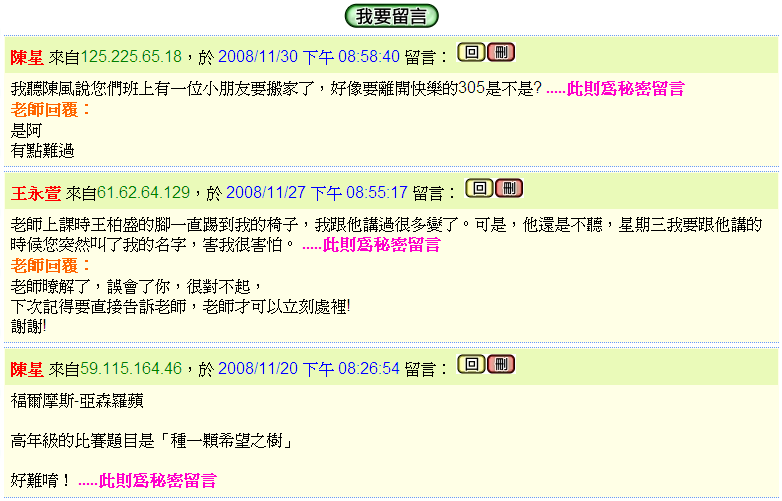 我要留言
陳星 來自125.225.65.18，於 2008/11/30 下午 08:58:40 留言： 回 刪
我聽陳風說您們班上有一位小朋友要搬家了，好像要離開快樂的305是不是? .....此則為秘密留言
老師回覆：
是阿
有點難過
王永萱 來自61.62.64.129，於 2008/11/27 下午 08:55:17 留言： 回 刪
老師上課時王柏盛的腳一直踢到我的椅子，我跟他講過很多變了。可是，他還是不聽，星期三我要跟他講的
時候您突然叫了我的名字，害我很害怕。 .....此則為秘密留言
老師回覆：
老師暸解了，誤會了你，很對不起，
下次記得要直接告訴老師，老師才可以立刻處裡!
謝謝!
陳星 來自59.115.164.46，於 2008/11/20 下午 08:26:54 留言： 回 刪
福爾摩斯-亞森羅蘋
高年級的比賽題目是「種一顆希望之樹」
好難唷！ .....此則為秘密留言